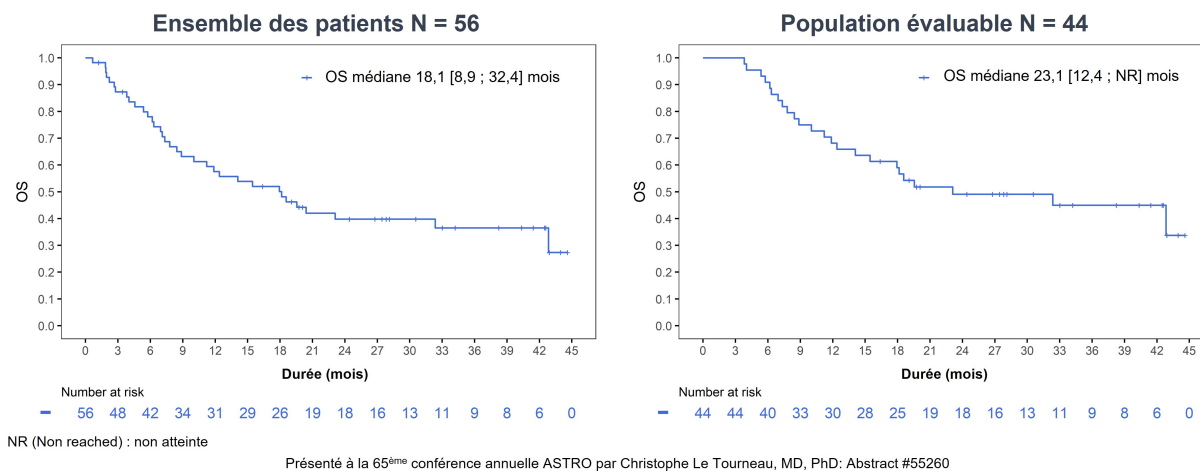 Ensemble des patients N = 56
OS médiane 18,1 [8,9 ; 32,4] mois
OS
1.0
0.9
0.8
0.7
0.6
0.5
0.4
0.3
0.2
0.1
0.0
0 3 6 9 12 15 18 21 24 27 30 33 36 39 42 45
Durée (mois)
Number at risk
56 48 42 34 31 29 26 19 18 16 13 11 9 8 6 0
Population évaluable N = 44
OS médiane 23,1 [12,4 ; NR] mois
OS
1.0
0.9
0.8
0.7
0.6
0.5
0.4
0.3
0.2
0.1
0.0
0 3 6 9 12 15 18 21 24 27 30 33 36 39 42 45
Durée (mois)
Number at risk
44 44 40 33 30 28 25 19 18 16 13 11 9 8 6 0
NR (Non reached) : non atteinte
Présenté à la 65ème conférence annuelle ASTRO par Christophe Le Tourneau, MD, PhD: Abstract #55260